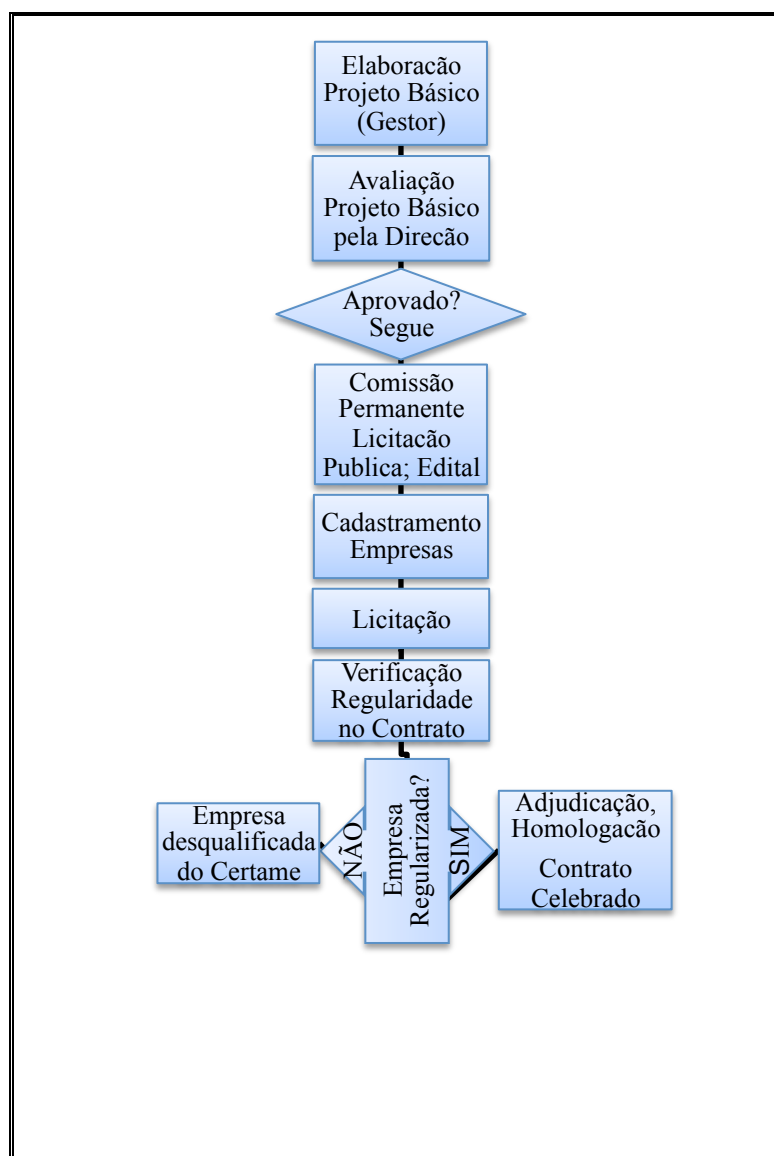 Elaboracão
Projeto Básico
(Gestor)
Avaliação
Projeto Básico
pela Direcão
Aprovado?
Segue
Comissão
Permanente
Licitacão
Publica; Edital
Cadastramento
Empresas
Licitação
Verificação
Regularidade
no Contrato
Empresa
desqualificada
do Certame
NÃO
Empresa
Regularizada?
SIM
Adjudicação,
Homologacão
Contrato
Celebrado